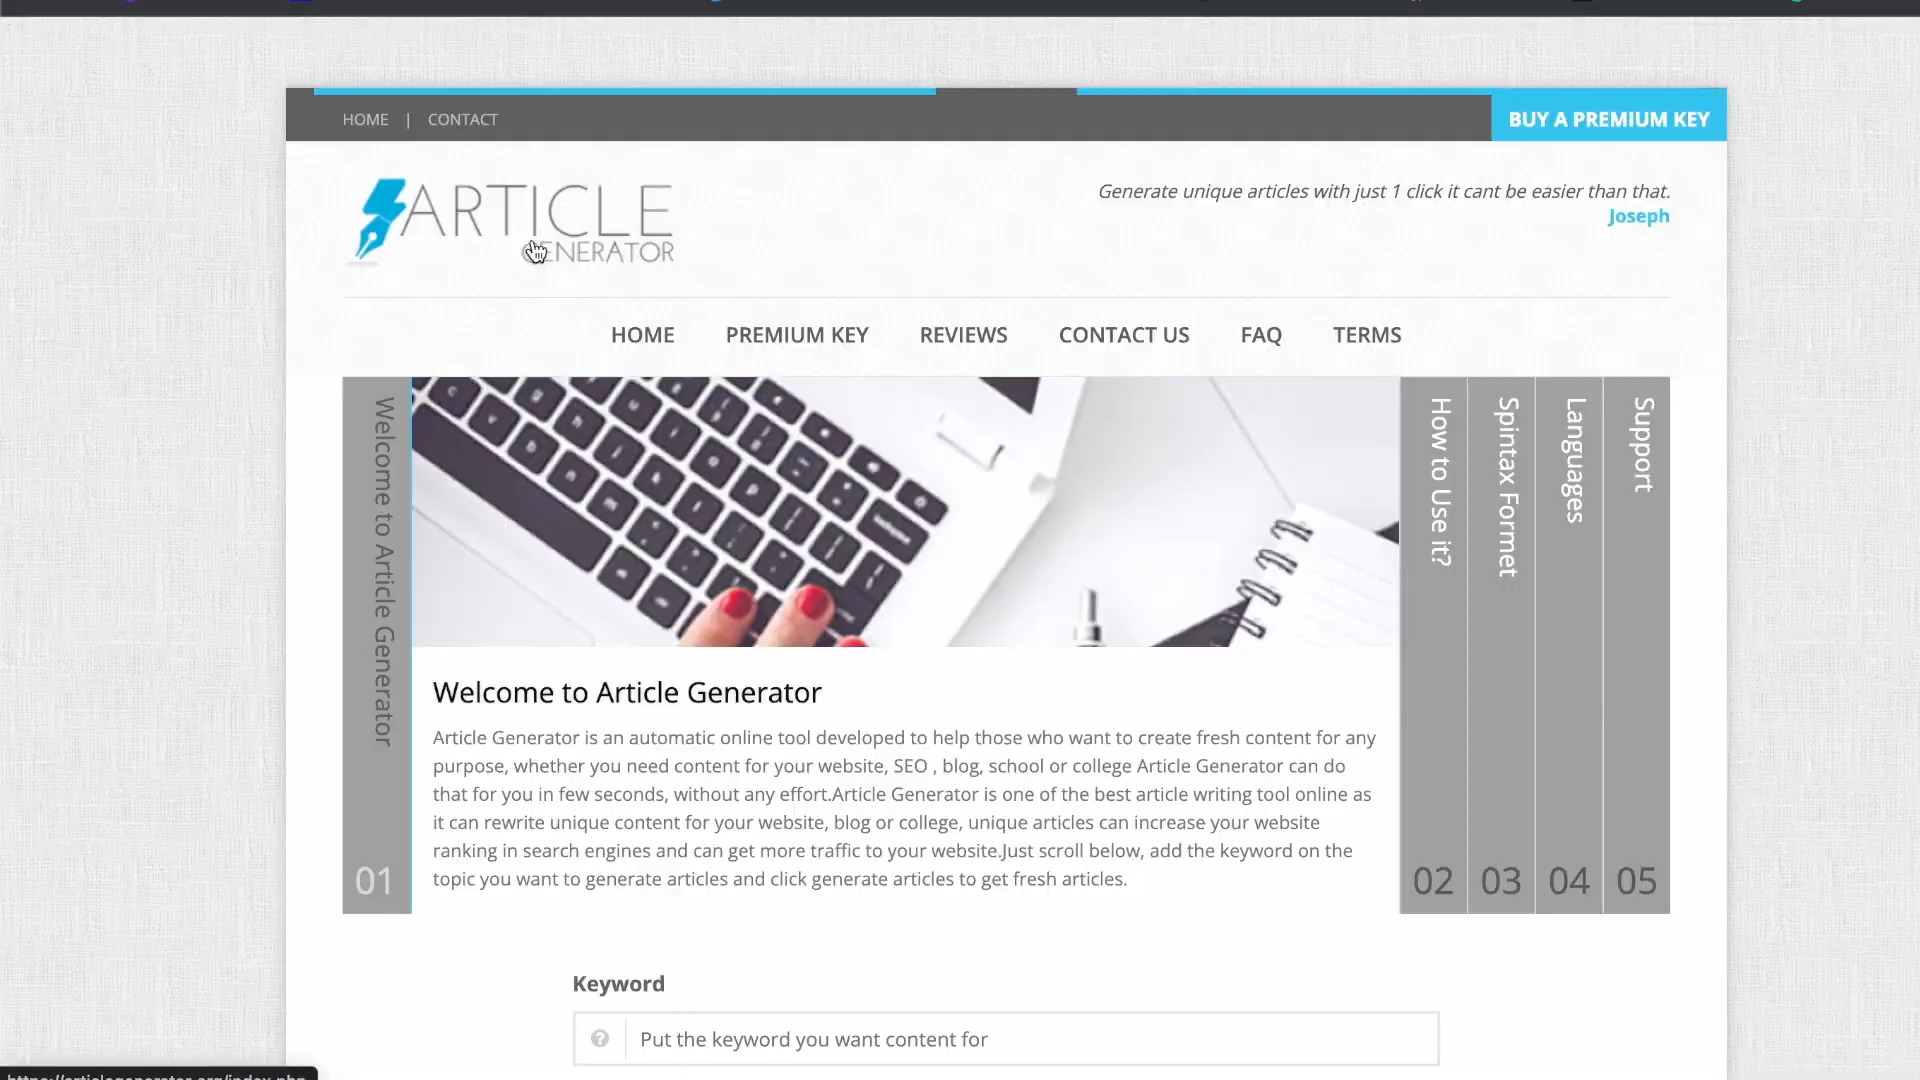 HOME | CONTACT
BUY A PREMIUM KEY
ARTICLE
GENERATOR
Generate unique articles with just 1 click it cant be easier than that.
Joseph
HOME PREMIUM KEY REVIEWS CONTACT US FAQ TERMS
Welcome to Article Generator
01
Welcome to Article Generator
Article Generator is an automatic online tool developed to help those who want to create fresh content for any
purpose, whether you need content for your website, SEO , blog, school or college Article Generator can do
that for you in few seconds, without any effort.Article Generator is one of the best article writing tool online as
it can rewrite unique content for your website, blog or college, unique articles can increase your website
ranking in search engines and can get more traffic to your website.Just scroll below, add the keyword on the
topic you want to generate articles and click generate articles to get fresh articles.
How to Use it?
02
Spintax Formet
03
Languages
04
Support
05
Keyword
Put the keyword you want content for